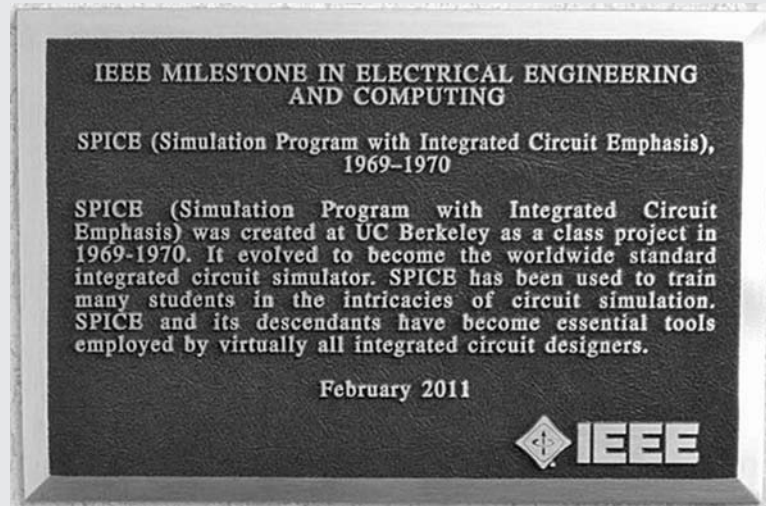 IEEE MILESTONE IN ELECTRICAL ENGINEERING
AND COMPUTING
SPICE (Simulation Program with Integrated Circuit Emphasis),
1969–1970
SPICE (Simulation Program with Integrated Circuit
Emphasis) was created at UC Berkeley as a class project in
1969-1970. It evolved to become the worldwide standard
integrated circuit simulator. SPICE has been used to train
many students in the intricacies of circuit simulation.
SPICE and its descendants have become essential tools
employed by virtually all integrated circuit designers.
February 2011
IEEE